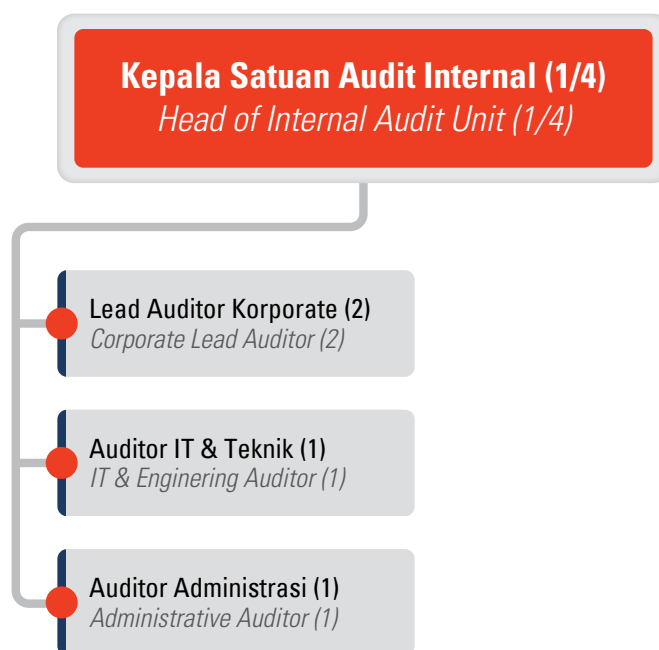 Kepala Satuan Audit Internal (1/4)
Head of Internal Audit Unit (1/4)
Lead Auditor Korporate (2)
Corporate Lead Auditor (2)
Auditor IT & Teknik (1)
IT & Enginering Auditor (1)
Auditor Administrasi (1)
Administrative Auditor (1)